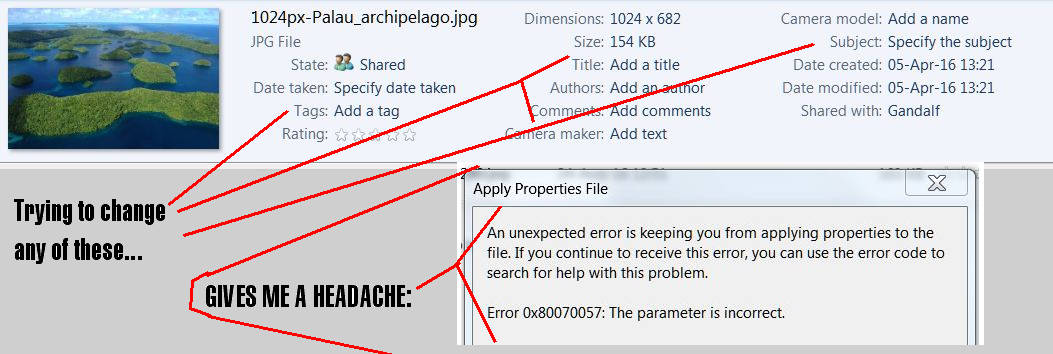 1024px-Palau_archipelago.jpg
JPG File
State: Shared
Date taken: Specify date taken
Tags: Add a tag
Rating:
Dimensions: 1024 x 682
Size: 154 KB
Title: Add a title
Authors: Add an author
Comments: Add comments
Camera maker: Add text
Camera model: Add a name
Subject: Specify the subject
Date created: 05-Apr-16 13:21
Date modified: 05-Apr-16 13:21
Shared with: Gandalf
Trying to change
any of these...
GIVES ME A HEADACHE:
Apply Properties File
An unexpected error is keeping you from applying properties to the
file. If you continue to receive this error, you can use the error code to
search for help with this problem.
Error 0x80070057: The parameter is incorrect.